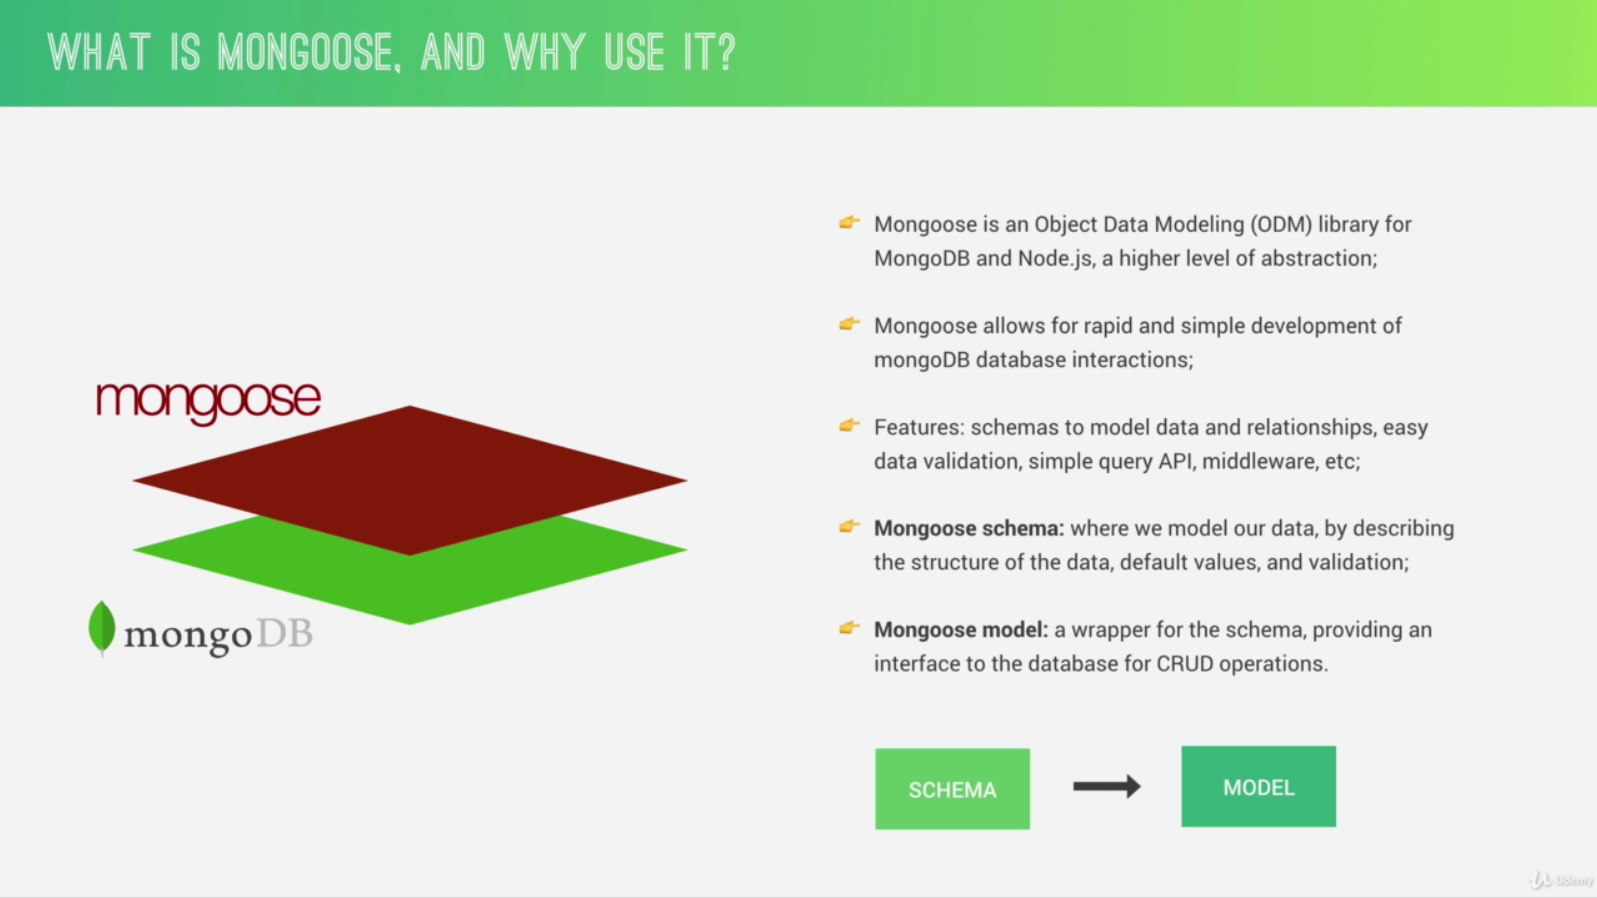 WHAT IS MONGOOSE, AND WHY USE IT?
mongoose
mongoDB
👉 Mongoose is an Object Data Modeling (ODM) library for
MongoDB and Node.js, a higher level of abstraction;
👉 Mongoose allows for rapid and simple development of
mongoDB database interactions;
👉 Features: schemas to model data and relationships, easy
data validation, simple query API, middleware, etc;
👉 Mongoose schema: where we model our data, by describing
the structure of the data, default values, and validation;
👉 Mongoose model: a wrapper for the schema, providing an
interface to the database for CRUD operations.
SCHEMA
MODEL
Udemy